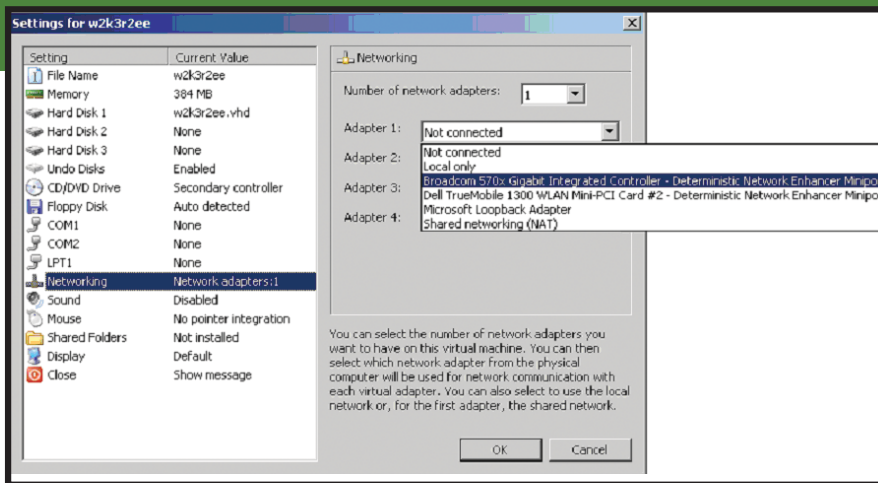 Settings for w2k3r2ee
Setting Current Value
File Name w2k3r2ee
Memory 384 MB
Hard Disk 1 w2k3r2ee.vhd
Hard Disk 2 None
Hard Disk 3 None
Undo Disks Enabled
CD/DVD Drive Secondary controller
Floppy Disk Auto detected
COM1 None
COM2 None
LPT1 None
Networking Network adapters:1
Sound Disabled
Mouse No pointer integration
Shared Folders Not installed
Display Default
Close Show message
Networking
Number of network adapters: 1
Adapter 1: Not connected
Adapter 2:
Adapter 3:
Adapter 4:
Not connected
Local only
Broadcom 570x Gigabit Integrated Controller - Deterministic Network Enhancer Minipo
Dell TrueMobile 1300 WLAN Mini-PCI Card #2 - Deterministic Network Enhancer Minipo
Microsoft Loopback Adapter
Shared networking (NAT)
You can select the number of network adapters you
want to have on this virtual machine. You can then
select which network adapter from the physical
computer will be used for network communication with
each virtual adapter. You can also select to use the local
network or, for the first adapter, the shared network.
OK Cancel